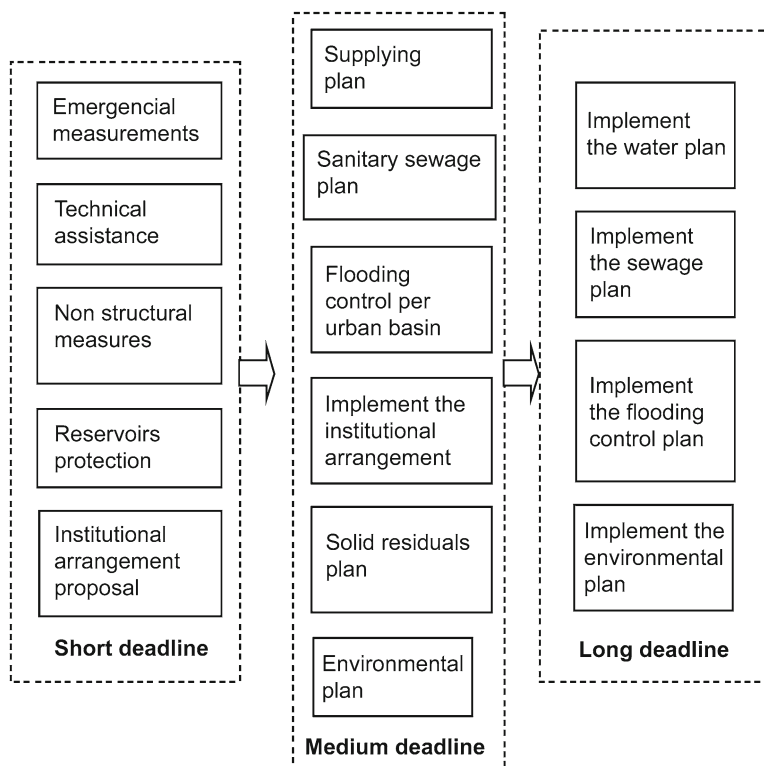 Emergencial
measurements
Technical
assistance
Non structural
measures
Reservoirs
protection
Institutional
arrangement
proposal
Short deadline
Supplying
plan
Sanitary sewage
plan
Flooding
control per
urban basin
Implement the
institutional
arrangement
Solid residuals
plan
Environmental
plan
Medium deadline
Implement
the water plan
Implement
the sewage
plan
Implement
the flooding
control plan
Implement the
environmental
plan
Long deadline